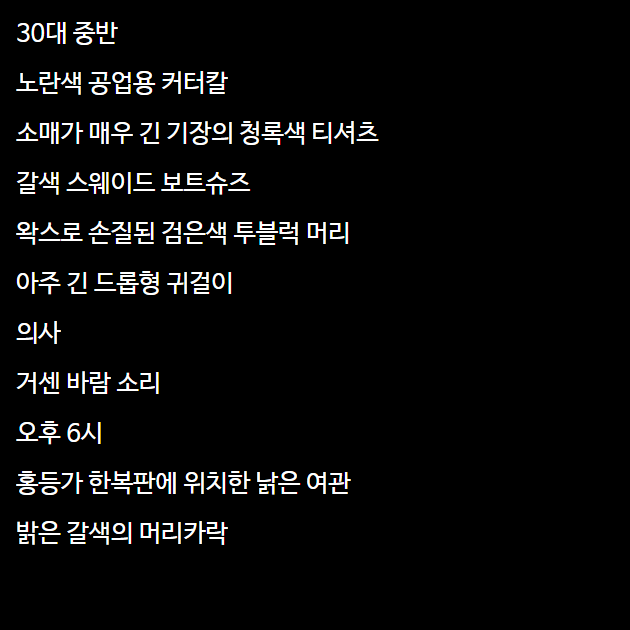 30대 중반
노란색 공업용 커터칼
소매가 매우 긴 기장의 청록색 티셔츠
갈색 스웨이드 보트슈즈
왁스로 손질된 검은색 투블럭 머리
아주 긴 드롭형 귀걸이
의사
거센 바람 소리
오후 6시
홍등가 한복판에 위치한 낡은 여관
밝은 갈색의 머리카락